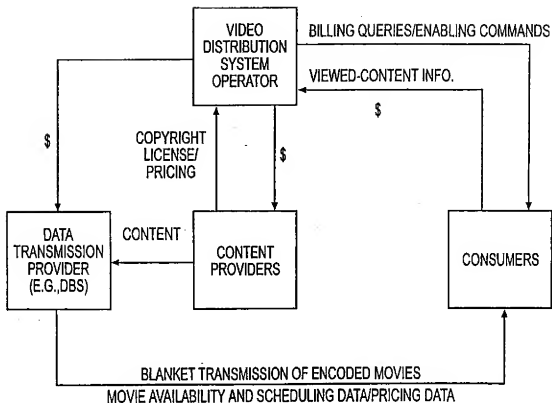 VIDEO
DISTRIBUTION
SYSTEM
OPERATOR
BILLING QUERIES/ENABLING COMMANDS
VIEWED-CONTENT INFO.
$
$
COPYRIGHT
LICENSE/
PRICING
$
DATA
TRANSMISSION
PROVIDER
(E.G.,DBS)
CONTENT
CONTENT
PROVIDERS
CONSUMERS
BLANKET TRANSMISSION OF ENCODED MOVIES
MOVIE AVAILABILITY AND SCHEDULING DATA/PRICING DATA